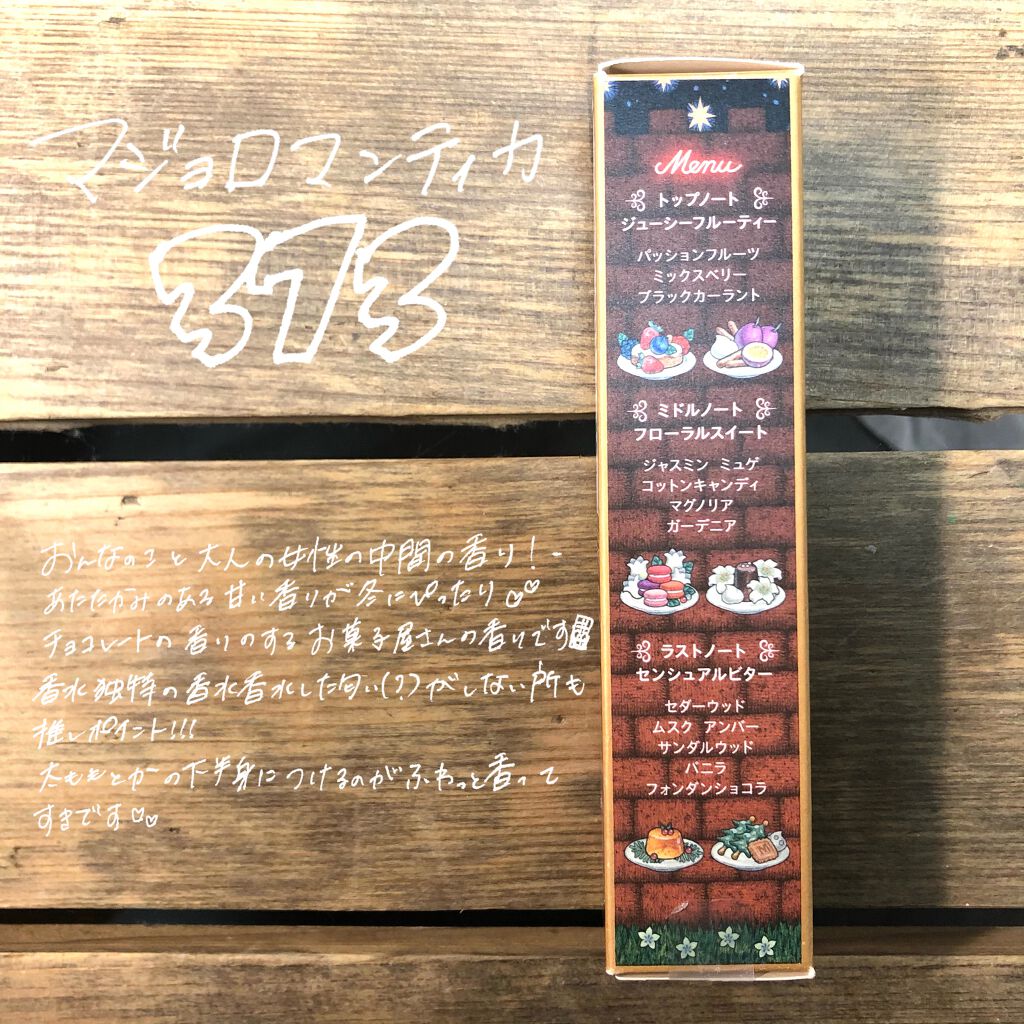 マジョロマンティカ
373
おんなのこと大人の女性の中間の香り！
あたたかみのある甘い香りが冬にぴったり♡♡
チョコレートの香りのするお菓子屋さんの香りです
香水独特の香水香水した匂い(?)がしない所も
推しポイント!!!
太ももとかの下半身につけるのがふわっと香って
すきです♡♡
Menu
トップノート
ジューシーフルーティー
パッションフルーツ
ミックスベリー
ブラックカーラント
ミドルノート
フローラルスイート
ジャスミン ミュゲ
コットンキャンディ
マグノリア
ガーデニア
ラストノート
センシュアルビター
セダーウッド
ムスク アンバー
サンダルウッド
バニラ
フォンダンショコラ
M